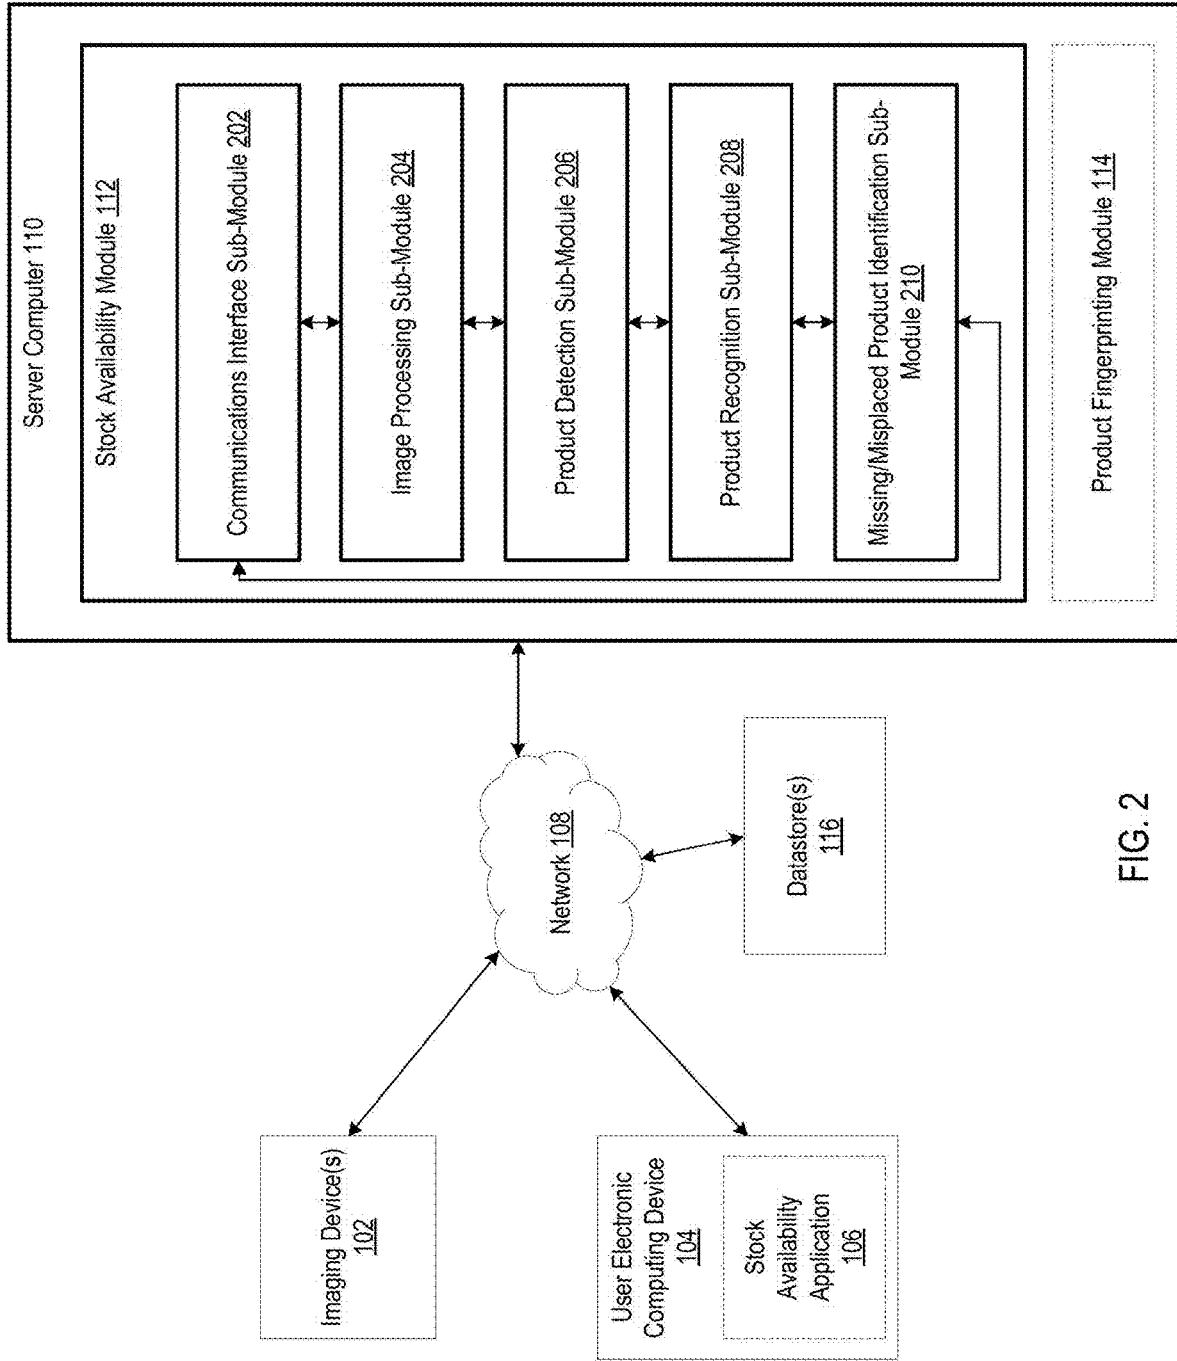 Server Computer 110
Stock Availability Module 112
Communications Interface Sub-Module 202
Image Processing Sub-Module 204
Product Detection Sub-Module 206
Product Recognition Sub-Module 208
Missing/Misplaced Product Identification Sub-
Module 210
Product Fingerprinting Module 114
Network 108
Datastore(s)
116
Imaging Device(s)
102
User Electronic
Computing Device
104
Stock
Availability
Application
106
FIG. 2